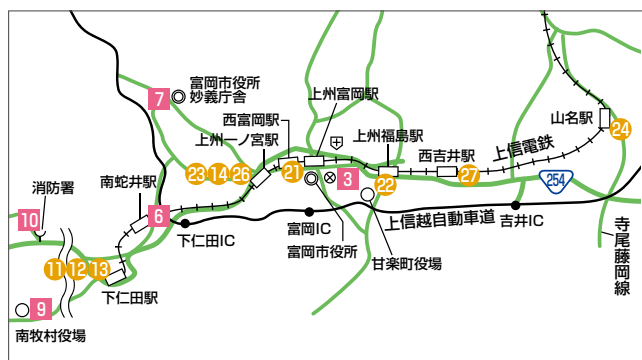 富岡市役所
妙義庁舎
7
上州富岡駅
西富岡駅
上州一ノ宮駅
上州福島駅
西吉井駅
上信電鉄
山名駅
24
23
14
26
21
3
22
27
254
南蛇井駅
消防署
10
6
下仁田IC
富岡IC
富岡市役所
甘楽町役場
上信越自動車道
吉井IC
寺尾藤岡線
11
12
13
下仁田駅
9
南牧村役場